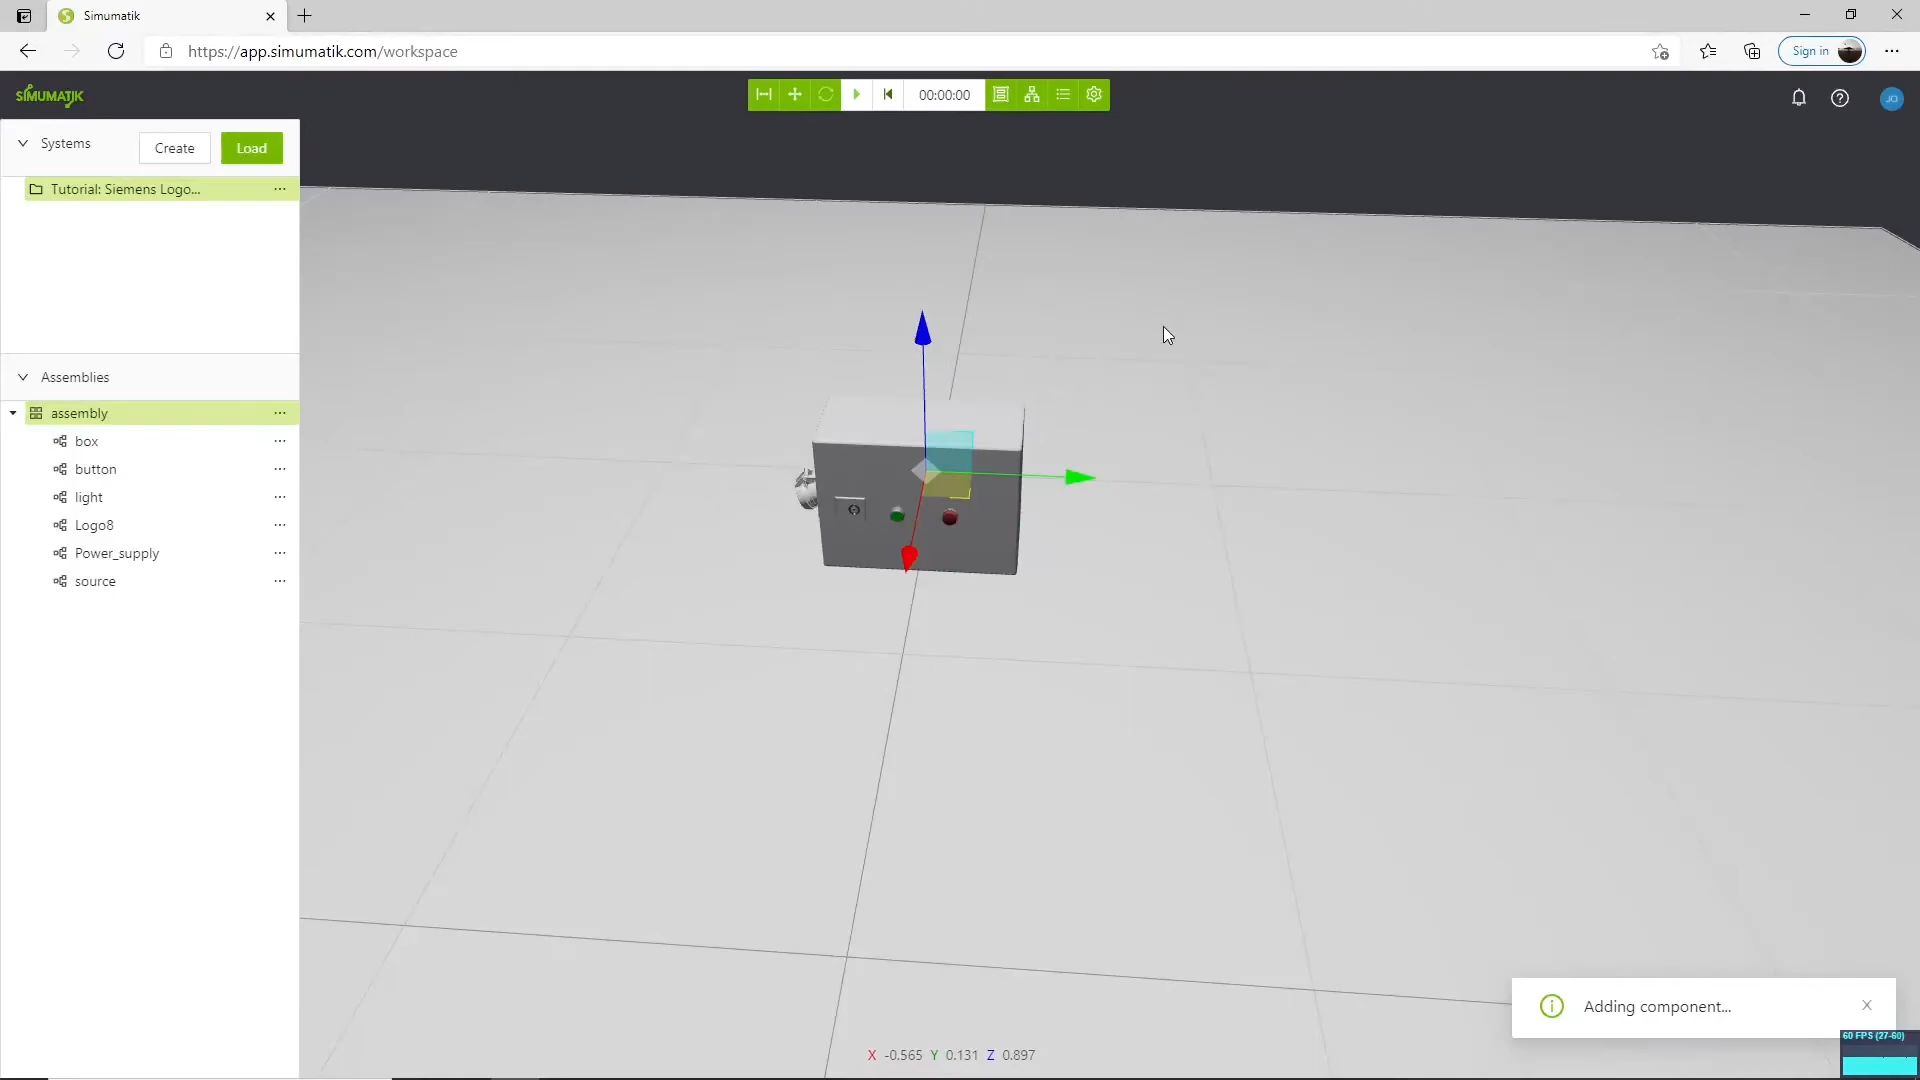 Simumatik
https://app.simumatik.com/workspace
Sign in
SIMUMATIK
00:00:00
JO
Systems
Create
Load
Tutorial: Siemens Logo...
Assemblies
assembly
box
button
light
Logo8
Power_supply
source
Adding component...
60 FPS (27-60)
X -0.565 Y 0.131 Z 0.897